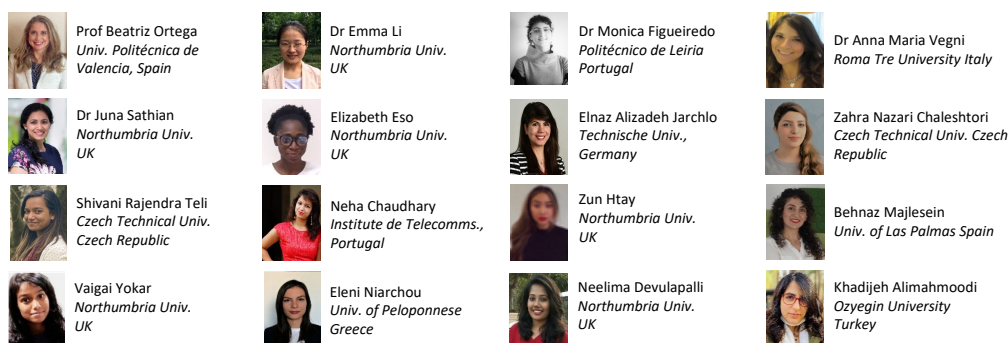 Prof Beatriz Ortega
Univ. Politécnica de
Valencia, Spain
Dr Emma Li
Northumbria Univ.
UK
Dr Monica Figueiredo
Politécnico de Leiria
Portugal
Dr Anna Maria Vegni
Roma Tre University Italy
Dr Juna Sathian
Northumbria Univ.
UK
Elizabeth Eso
Northumbria Univ.
UK
Elnaz Alizadeh Jarchlo
Technische Univ.,
Germany
Zahra Nazari Chaleshtori
Czech Technical Univ. Czech
Republic
Shivani Rajendra Teli
Czech Technical Univ.
Czech Republic
Neha Chaudhary
Institute de Telecomms.,
Portugal
Zun Htay
Northumbria Univ.
UK
Behnaz Majlesein
Univ. of Las Palmas Spain
Vaigai Yokar
Northumbria Univ.
UK
Eleni Niarchou
Univ. of Peloponnese
Greece
Neelima Devulapalli
Northumbria Univ.
UK
Khadijeh Alimahmoodi
Ozyegin University
Turkey